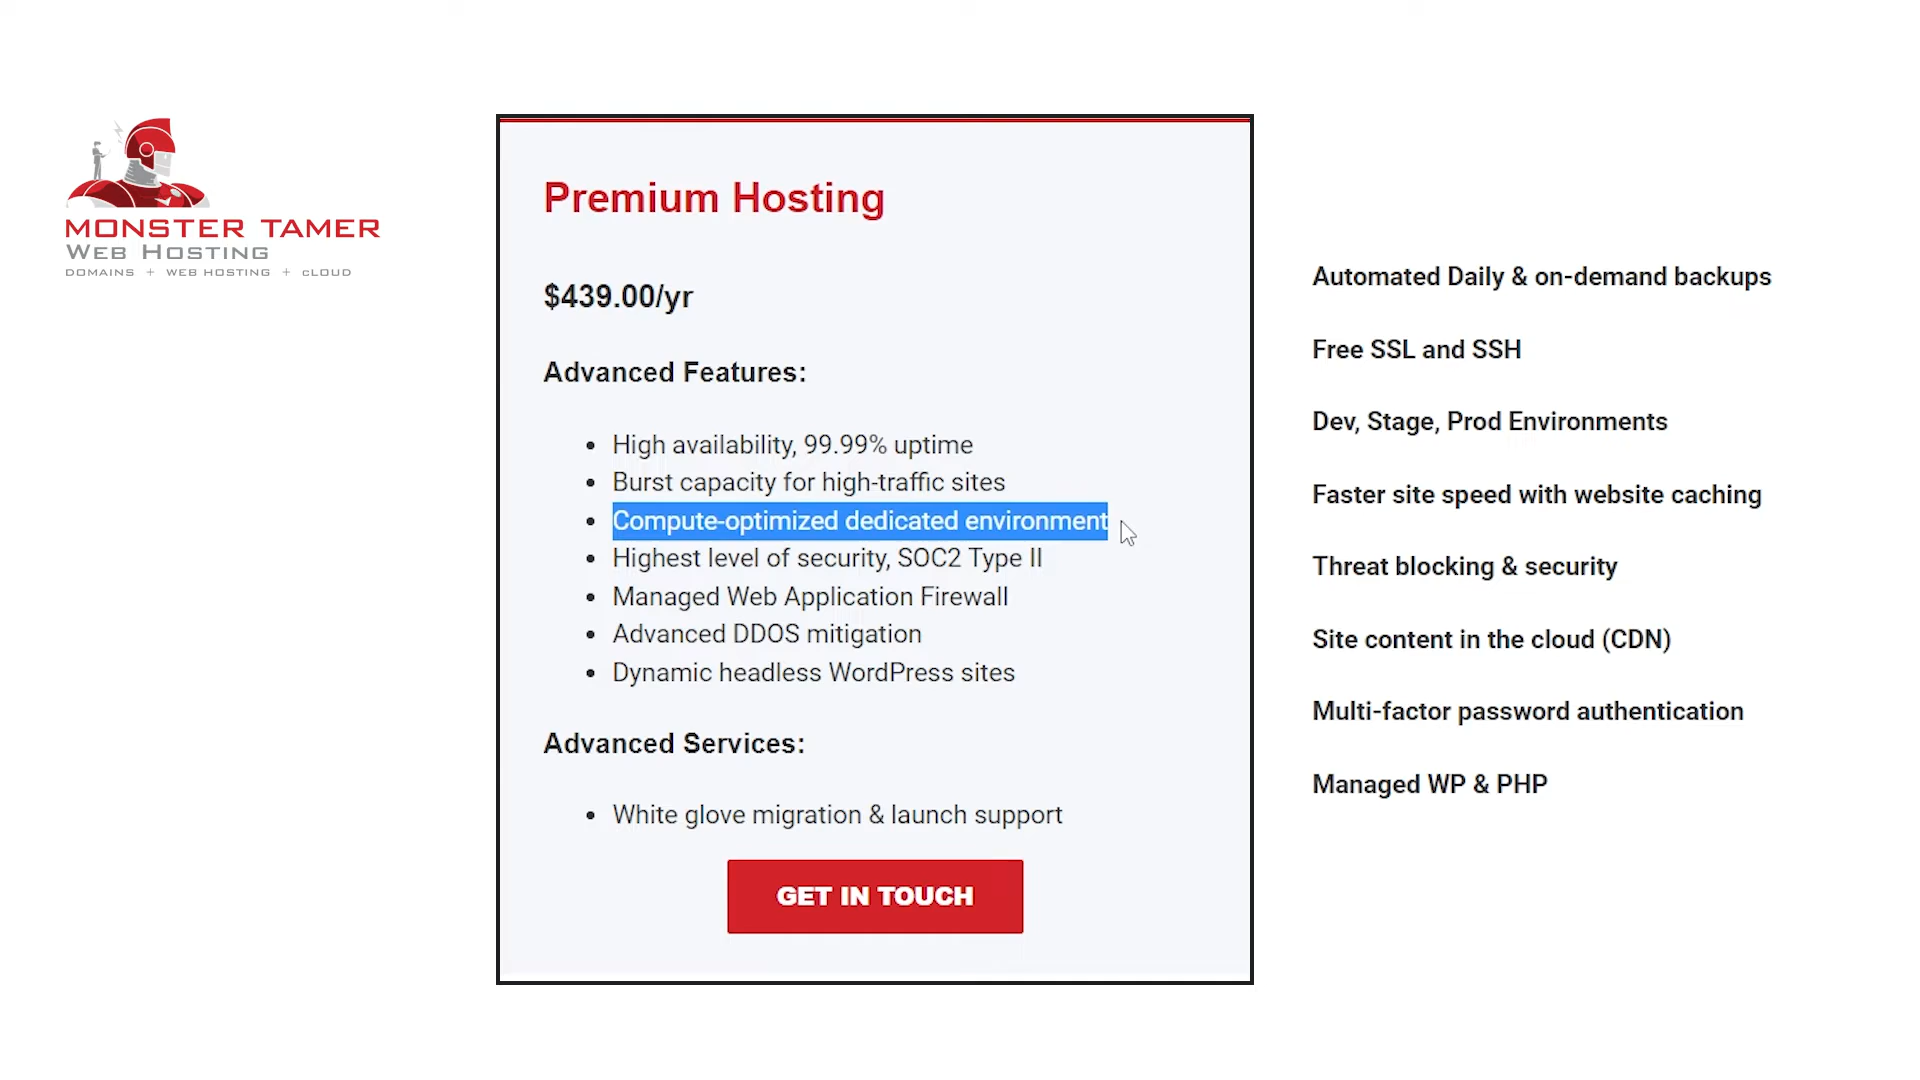 MONSTER TAMER
WEB HOSTING
DOMAINS + WEB HOSTING + cLOUD
Premium Hosting
$439.00/yr
Advanced Features:
High availability, 99.99% uptime
Burst capacity for high-traffic sites
Compute-optimized dedicated environment
Highest level of security, SOC2 Type II
Managed Web Application Firewall
Advanced DDOS mitigation
Dynamic headless WordPress sites
Advanced Services:
White glove migration & launch support
GET IN TOUCH
Automated Daily & on-demand backups
Free SSL and SSH
Dev, Stage, Prod Environments
Faster site speed with website caching
Threat blocking & security
Site content in the cloud (CDN)
Multi-factor password authentication
Managed WP & PHP